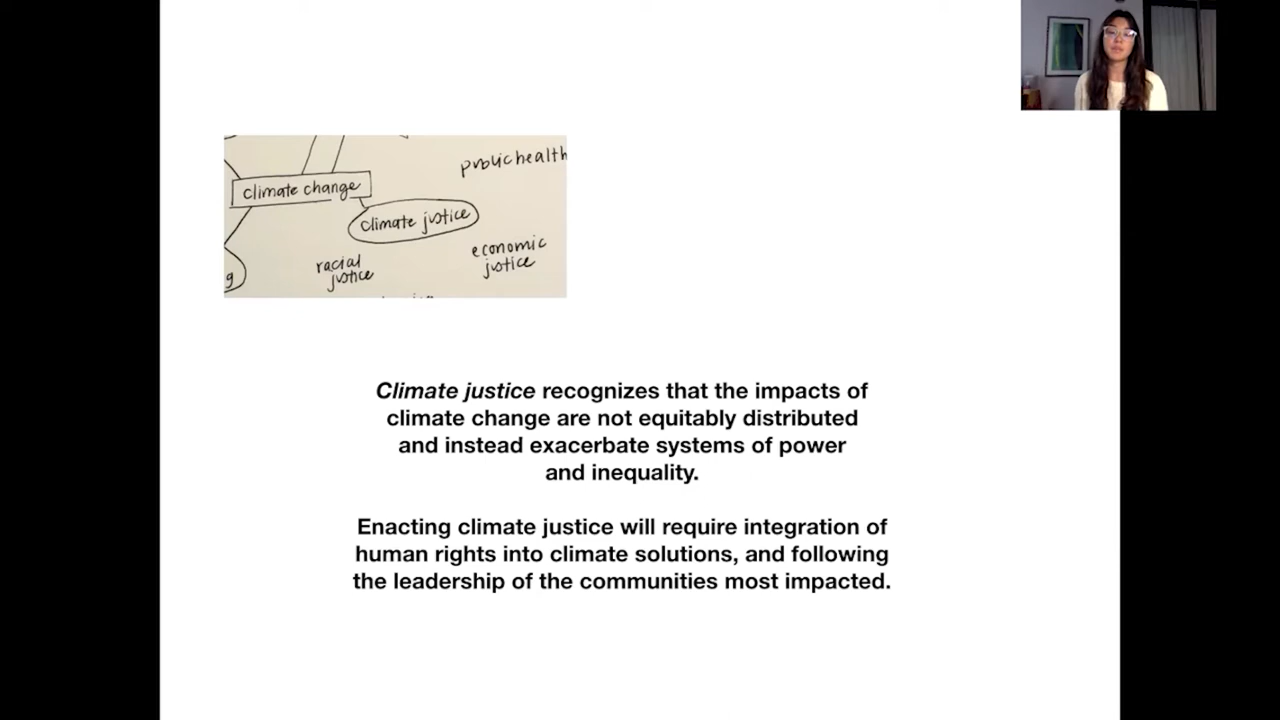 public health
climate change
climate justice
economic
justice
racial
justice
g
Climate justice recognizes that the impacts of
climate change are not equitably distributed
and instead exacerbate systems of power
and inequality.
Enacting climate justice will require integration of
human rights into climate solutions, and following
the leadership of the communities most impacted.